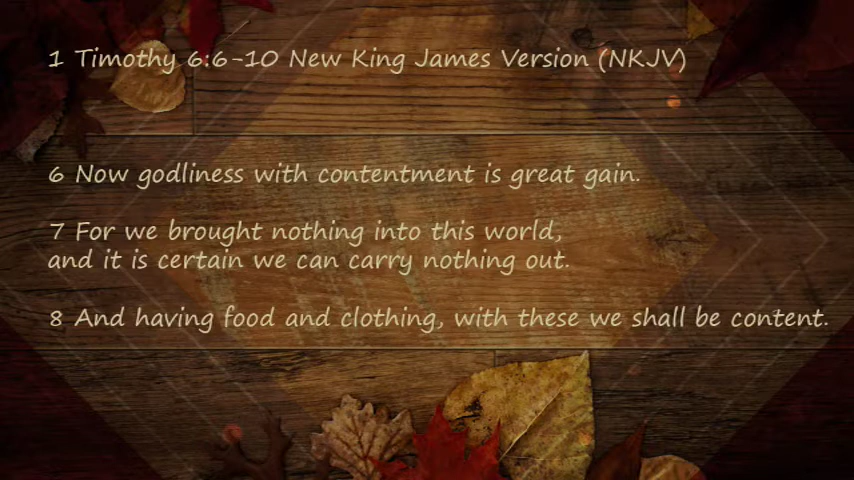 1 Timothy 6:6-10 New King James Version (NKJV)
6 Now godliness with contentment is great gain.
7 For we brought nothing into this world,
and it is certain we can carry nothing out.
8 And having food and clothing, with these we shall be content.